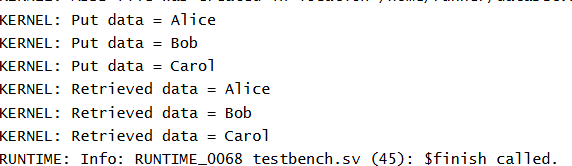 KERNEL: Put data = Alice
KERNEL: Put data = Bob
KERNEL: Put data = Carol
KERNEL: Retrieved data = Alice
KERNEL: Retrieved data = Bob
KERNEL: Retrieved data = Carol
RUNTIME: Info: RUNTIME_0068 testbench.sv (45): $finish called.